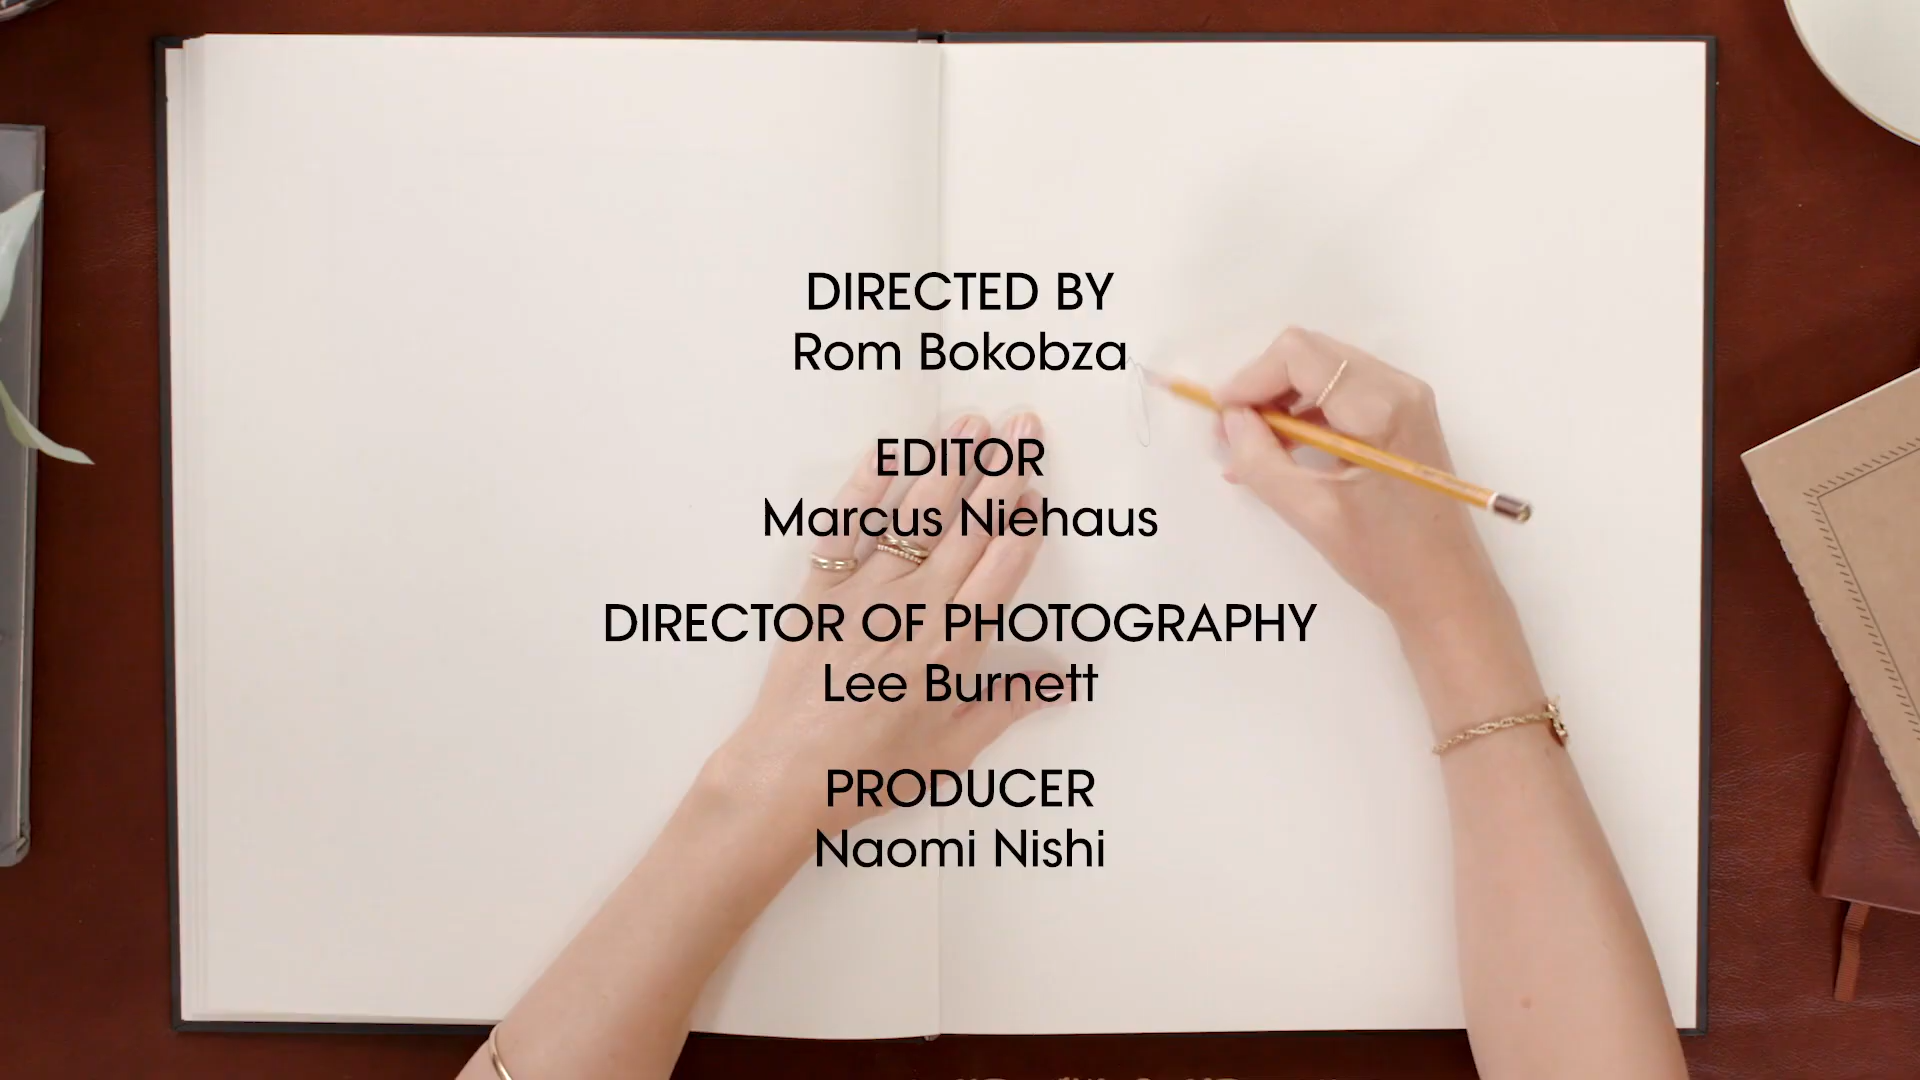 DIRECTED BY
Rom Bokobza
EDITOR
Marcus Niehaus
DIRECTOR OF PHOTOGRAPHY
Lee Burnett
PRODUCER
Naomi Nishi